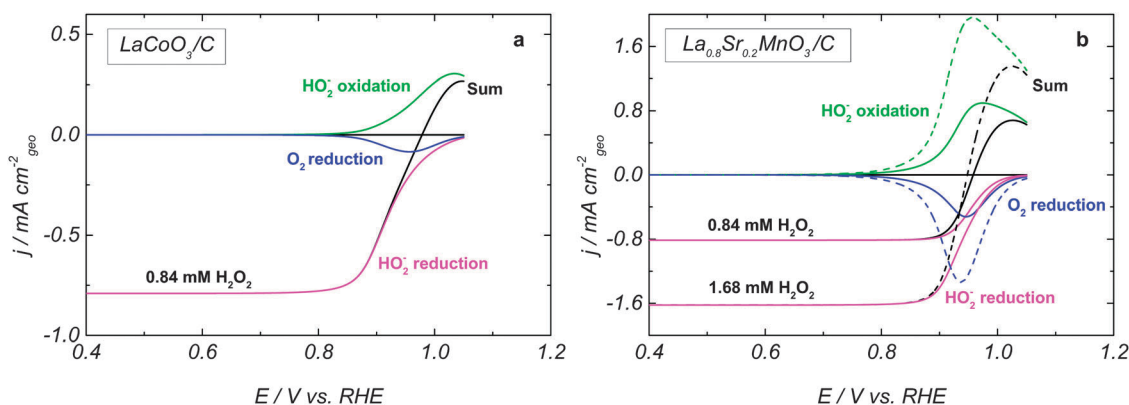 LaCoO3/C
a
HO2- oxidation
Sum
O2 reduction
0.84 mM H2O2
HO2- reduction
j / mA cm-2 geo
0.5
0.0
-0.5
-1.0
0.4 0.6 0.8 1.0 1.2
E / V vs. RHE
La0.8Sr0.2MnO3/C
b
Sum
HO2- oxidation
O2 reduction
0.84 mM H2O2
1.68 mM H2O2
HO2- reduction
j / mA cm-2 geo
1.6
0.8
0.0
-0.8
-1.6
0.4 0.6 0.8 1.0 1.2
E / V vs. RHE